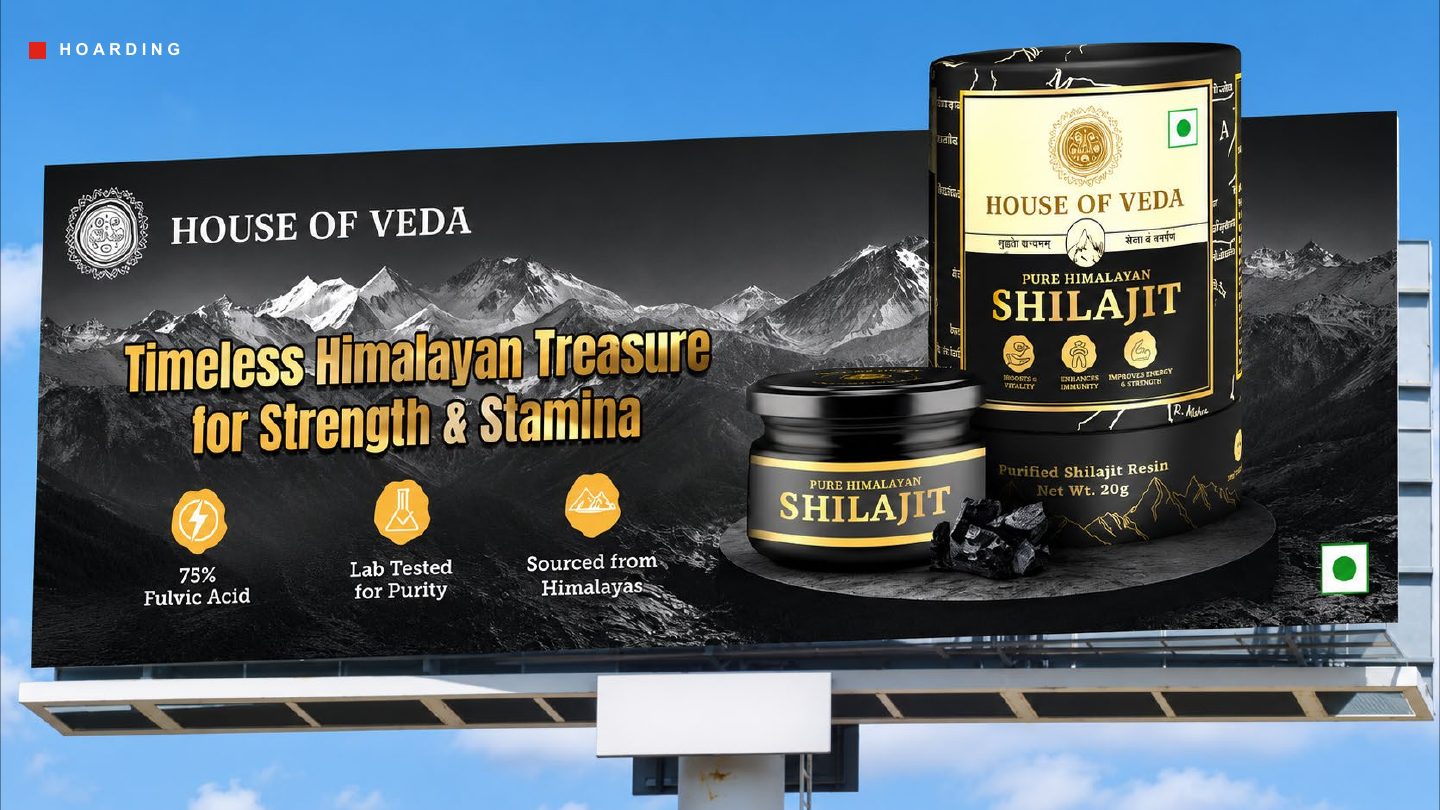 HOARDING
HOUSE OF VEDA
Timeless Himalayan Treasure
for Strength & Stamina
75%
Fulvic Acid
Lab Tested
for Purity
Sourced from
Himalayas
HOUSE OF VEDA
PURE HIMALAYAN
SHILAJIT
VITALITY
ENHANCES
IMMUNITY
IMPROVES ENERGY
& STRENGTH
R. Mishra
Purified Shilajit Resin
Net Wt. 20g
PURE HIMALAYAN
SHILAJIT